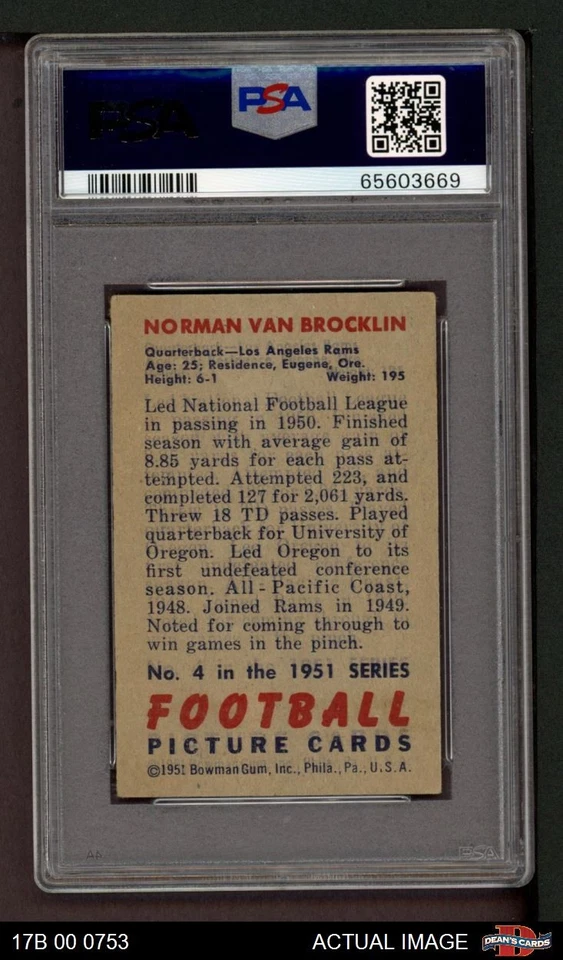 PSA
PSA
65603669
NORMAN VAN BROCKLIN
Quarterback—Los Angeles Rams
Age: 25; Residence, Eugene, Ore.
Height: 6-1 Weight: 195
Led National Football League
in passing in 1950. Finished
season with average gain of
8.85 yards for each pass at-
tempted. Attempted 223, and
completed 127 for 2,061 yards.
Threw 18 TD passes. Played
quarterback for University of
Oregon. Led Oregon to its
first undefeated conference
season. All-Pacific Coast,
1948. Joined Rams in 1949.
Noted for coming through to
win games in the pinch.
No. 4 in the 1951 SERIES
FOOTBALL
PICTURE CARDS
©1951 Bowman Gum, Inc., Phila., Pa., U.S.A.
AA PSA
17B 00 0753 ACTUAL IMAGE DEAN'S CARDS